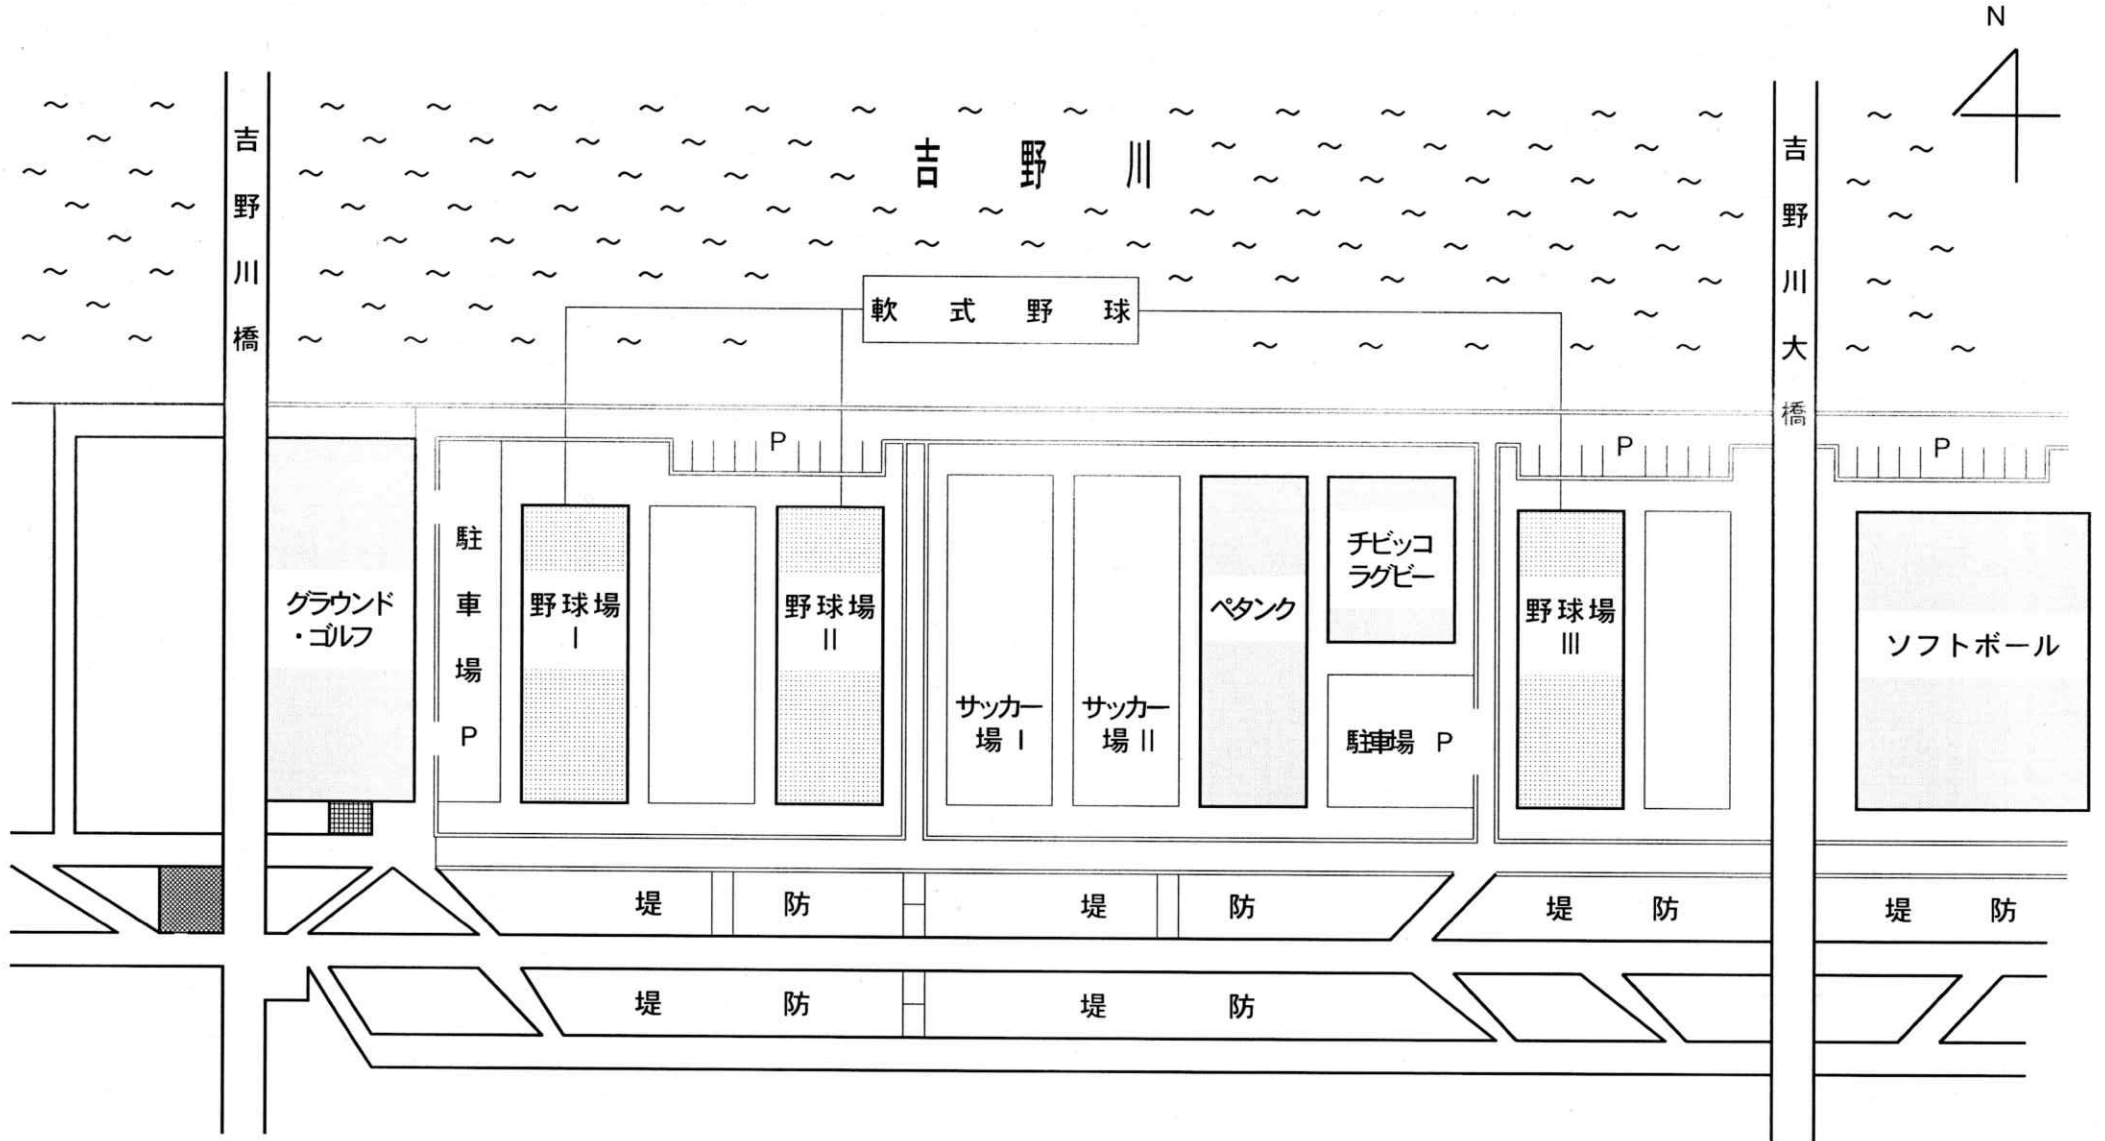 N
吉野川橋
吉野川
吉野川大橋
軟式野球
P
P
P
グラウンド
・ゴルフ
駐車場P
野球場
I
野球場
II
サッカー
場 I
サッカー
場 II
ペタンク
チビッコ
ラグビー
駐車場 P
野球場
III
ソフトボール
堤防
堤防
堤防
堤防
堤防
堤防